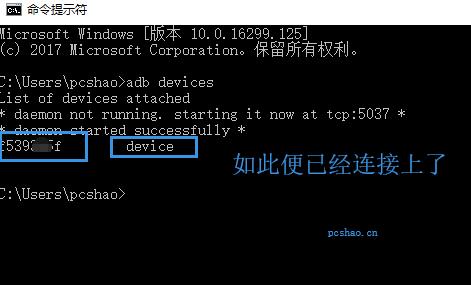 命令提示符
Microsoft Windows [版本 10.0.16299.125]
(c) 2017 Microsoft Corporation。保留所有权利。
C:\Users\pcshao>adb devices
List of devices attached
* daemon not running. starting it now at tcp:5037 *
* daemon started successfully *
device
如此便已经连接上了
C:\Users\pcshao>
pcshao.cn